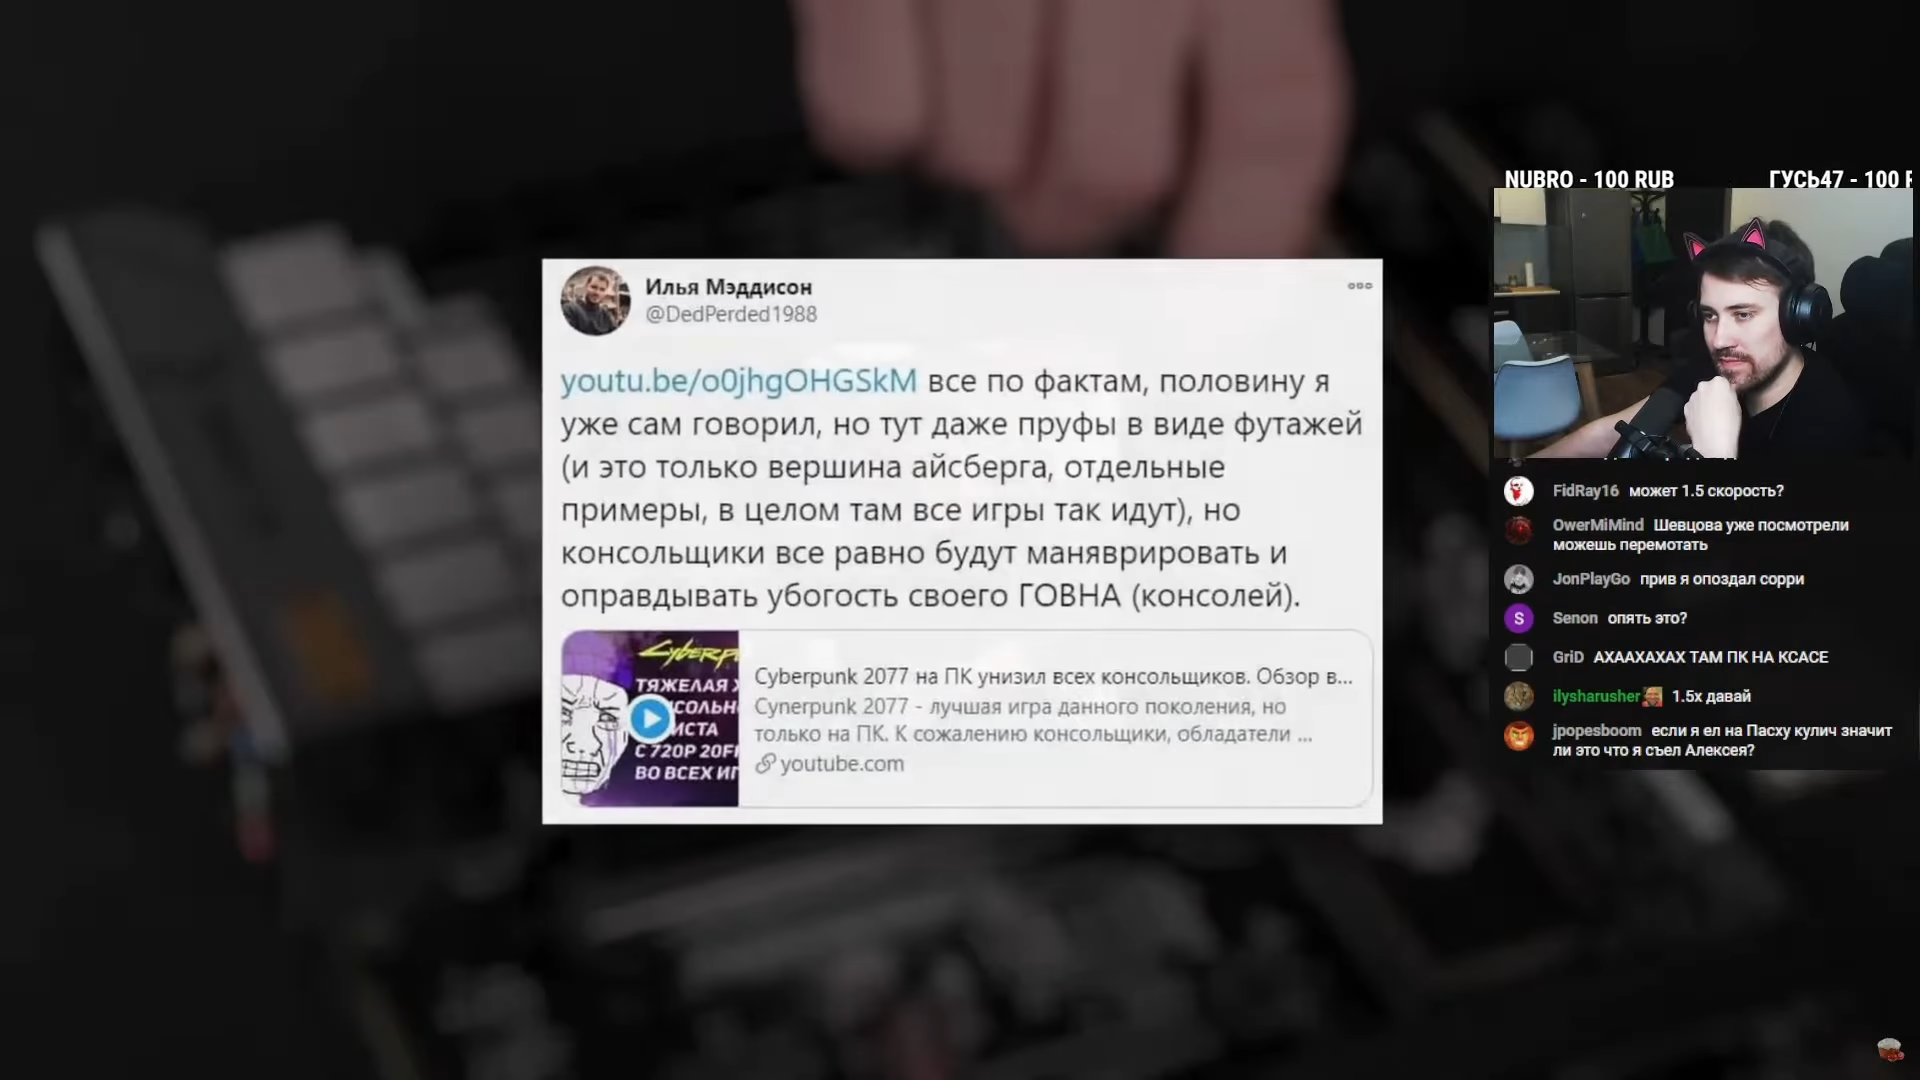 NUBRO - 100 RUB ГУСЬ47 - 100 R
Илья Мэддисон
@DedPerded1988
youtu.be/o0jhgOHGSkM все по фактам, половину я
уже сам говорил, но тут даже пруфы в виде футажей
(и это только вершина айсберга, отдельные
примеры, в целом там все игры так идут), но
консольщики все равно будут маняврировать и
оправдывать убогость своего ГОВНА (консолей).
Cyberp
ТЯЖЕЛАЯ Х
СОЛЬН
ИСТА
С 720P 20F
ВО ВСЕХ ИГ
Cyberpunk 2077 на ПК унизил всех консольщиков. Обзор в...
Cynerpunk 2077 - лучшая игра данного поколения, но
только на ПК. К сожалению консольщики, обладатели ...
youtube.com
FidRay16 может 1.5 скорость?
OwerMiMind Шевцова уже посмотрели
можешь перемотать
JonPlayGo прив я опоздал сорри
S Senon опять это?
GriD АХААХАХАХ ТАМ ПК НА КСАСЕ
ilysharusher 1.5x давай
jpopesboom если я ел на Пасху кулич значит
ли это что я съел Алексея?